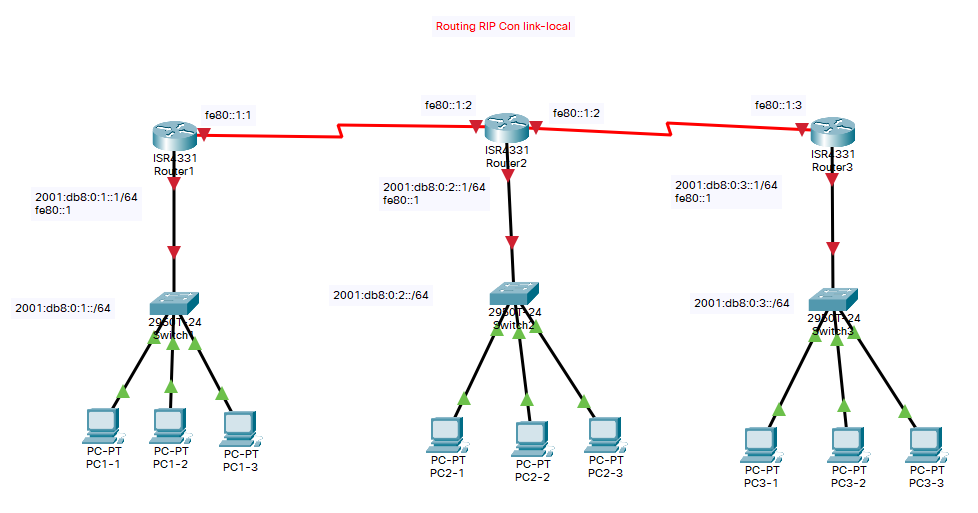 Routing RIP Con link-local
fe80::1:1
fe80::1:2
fe80::1:2
fe80::1:3
ISR4331
Router1
ISR4331
Router2
ISR4331
Router3
2001:db8:0:1::1/64
fe80::1
2001:db8:0:2::1/64
fe80::1
2001:db8:0:3::1/64
fe80::1
2001:db8:0:1::/64
2001:db8:0:2::/64
2001:db8:0:3::/64
2950T-24
Switch1
2950T-24
Switch2
2950T-24
Switch3
PC-PT
PC1-1
PC-PT
PC1-2
PC-PT
PC1-3
PC-PT
PC2-1
PC-PT
PC2-2
PC-PT
PC2-3
PC-PT
PC3-1
PC-PT
PC3-2
PC-PT
PC3-3